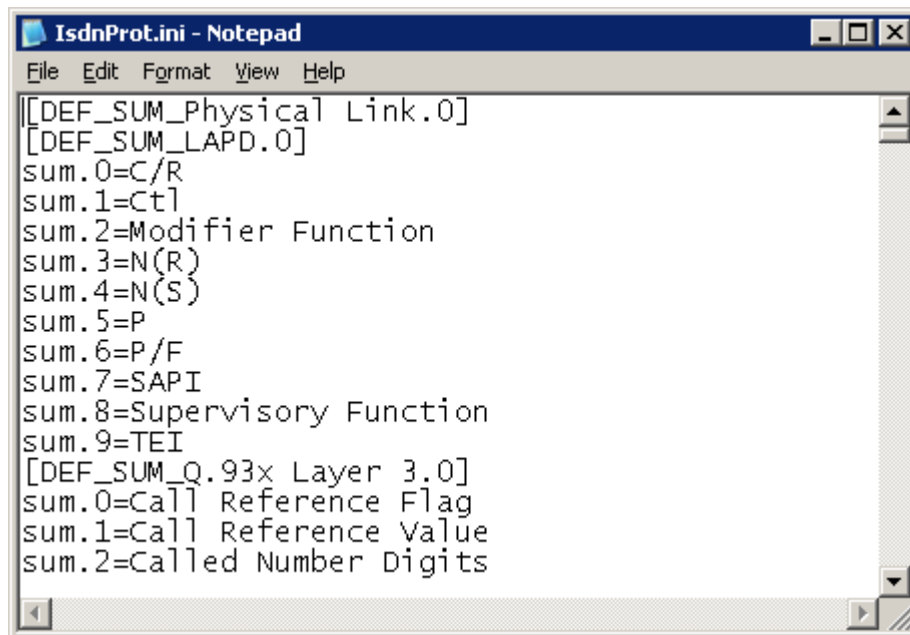 IsdnProt.ini - Notepad
File Edit Format View Help
[DEF_SUM_Physical Link.0]
[DEF_SUM_LAPD.0]
sum.0=C/R
sum.1=Ctl
sum.2=Modifier Function
sum.3=N(R)
sum.4=N(S)
sum.5=P
sum.6=P/F
sum.7=SAPI
sum.8=Supervisory Function
sum.9=TEI
[DEF_SUM_Q.93x Layer 3.0]
sum.0=Call Reference Flag
sum.1=Call Reference Value
sum.2=Called Number Digits